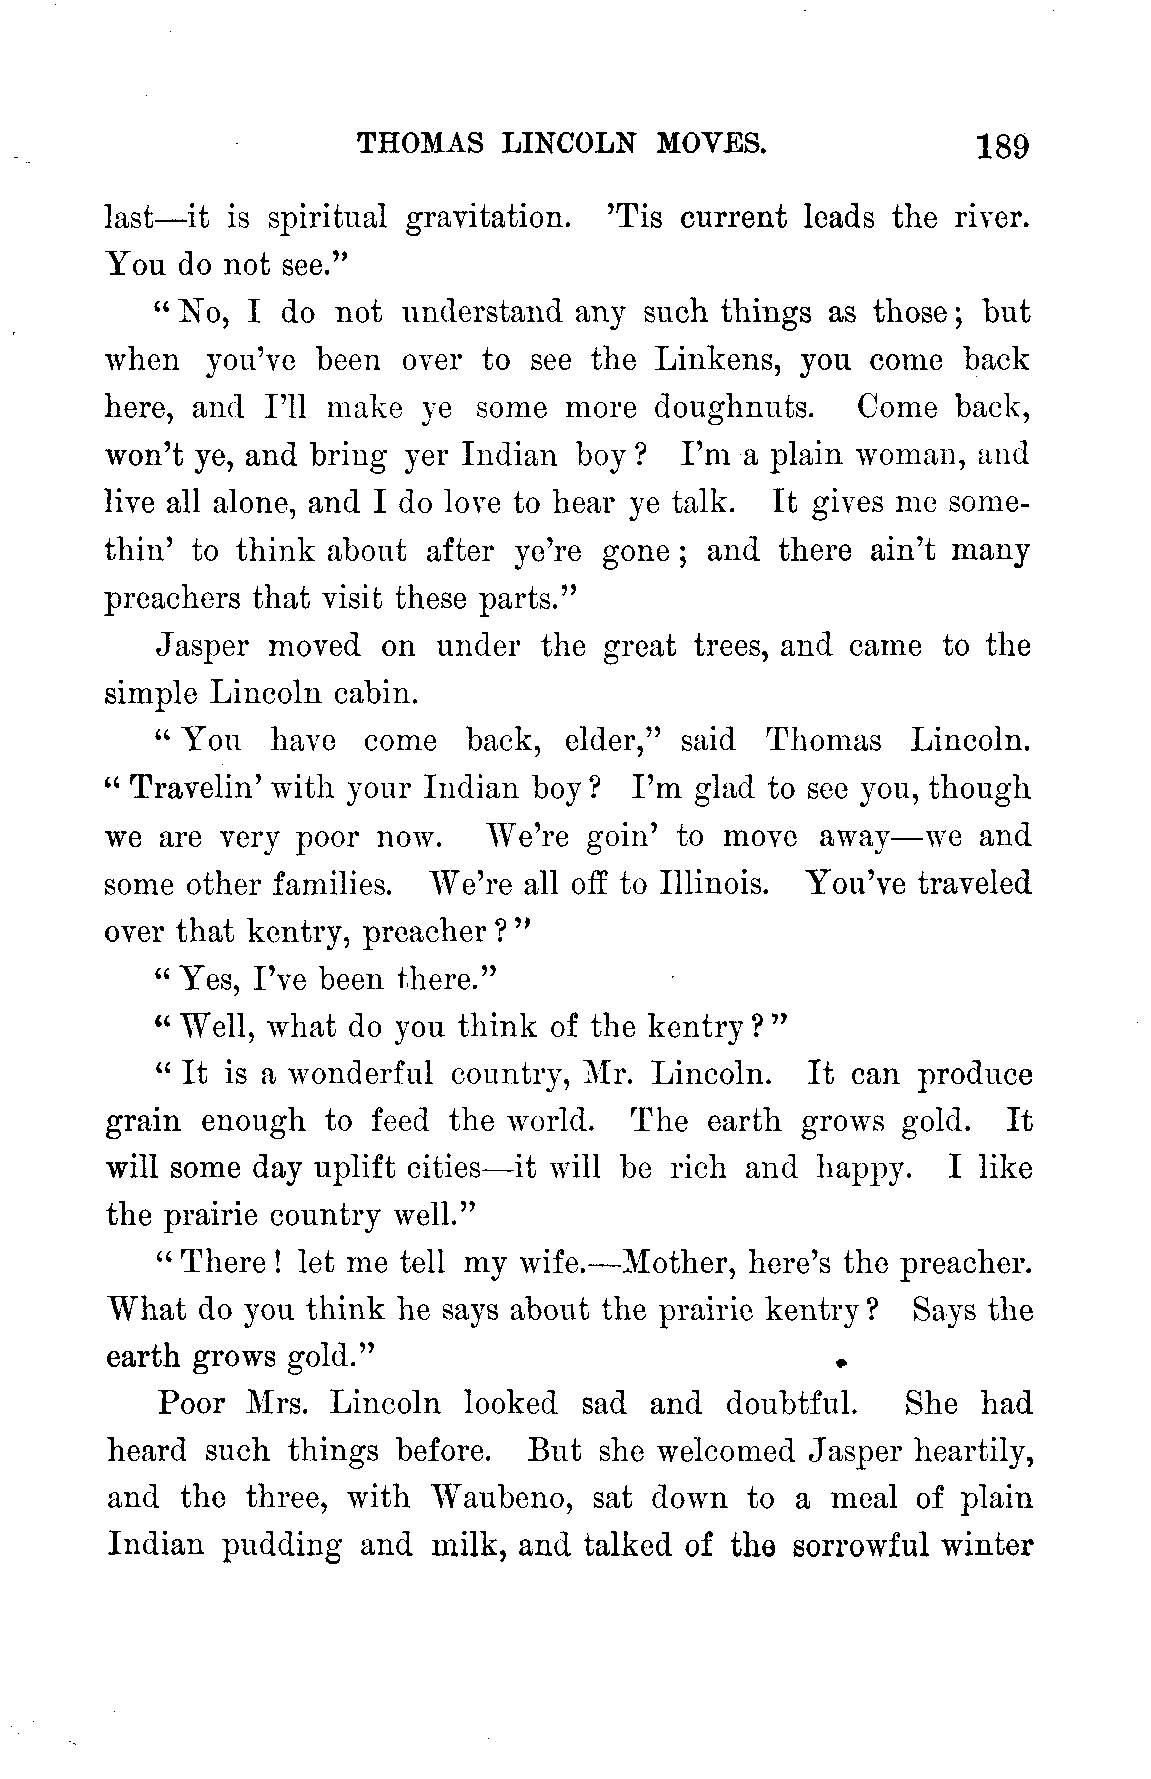 THOMAS LINCOLN MOVES. 189
last—it is spiritual gravitation. 'Tis current leads the river.
You do not see."
"No, I do not understand any such things as those; but
when you've been over to see the Linkens, you come back
here, and I'll make ye some more doughnuts. Come back,
won't ye, and bring yer Indian boy? I'm a plain woman, and
live all alone, and I do love to hear ye talk. It gives me some-
thin' to think about after ye're gone; and there ain't many
preachers that visit these parts."
Jasper moved on under the great trees, and came to the
simple Lincoln cabin.
"You have come back, elder," said Thomas Lincoln.
"Travelin' with your Indian boy? I'm glad to see you, though
we are very poor now. We're goin' to move away—we and
some other families. We're all off to Illinois. You've traveled
over that kentry, preacher?"
"Yes, I've been there."
"Well, what do you think of the kentry?"
"It is a wonderful country, Mr. Lincoln. It can produce
grain enough to feed the world. The earth grows gold. It
will some day uplift cities—it will be rich and happy. I like
the prairie country well."
"There! let me tell my wife.—Mother, here's the preacher.
What do you think he says about the prairie kentry? Says the
earth grows gold."
Poor Mrs. Lincoln looked sad and doubtful. She had
heard such things before. But she welcomed Jasper heartily,
and the three, with Waubeno, sat down to a meal of plain
Indian pudding and milk, and talked of the sorrowful winter